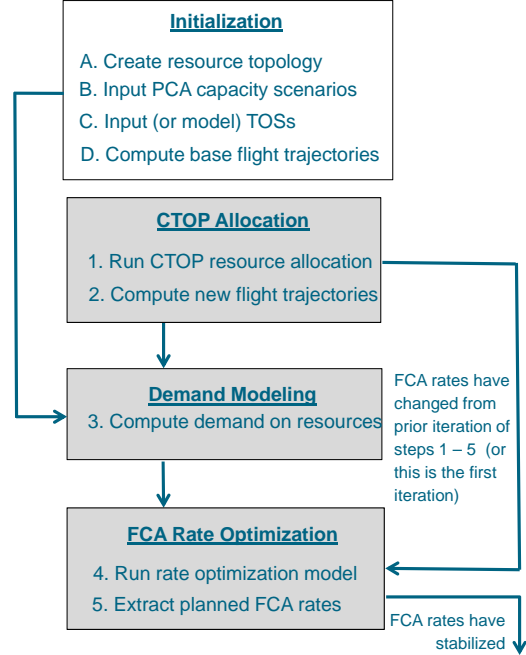 Initialization
A. Create resource topology
B. Input PCA capacity scenarios
C. Input (or model) TOSs
D. Compute base flight trajectories
CTOP Allocation
1. Run CTOP resource allocation
2. Compute new flight trajectories
Demand Modeling
3. Compute demand on resources
FCA rates have
changed from
prior iteration of
steps 1 – 5 (or
this is the first
iteration)
FCA Rate Optimization
4. Run rate optimization model
5. Extract planned FCA rates
FCA rates have
stabilized